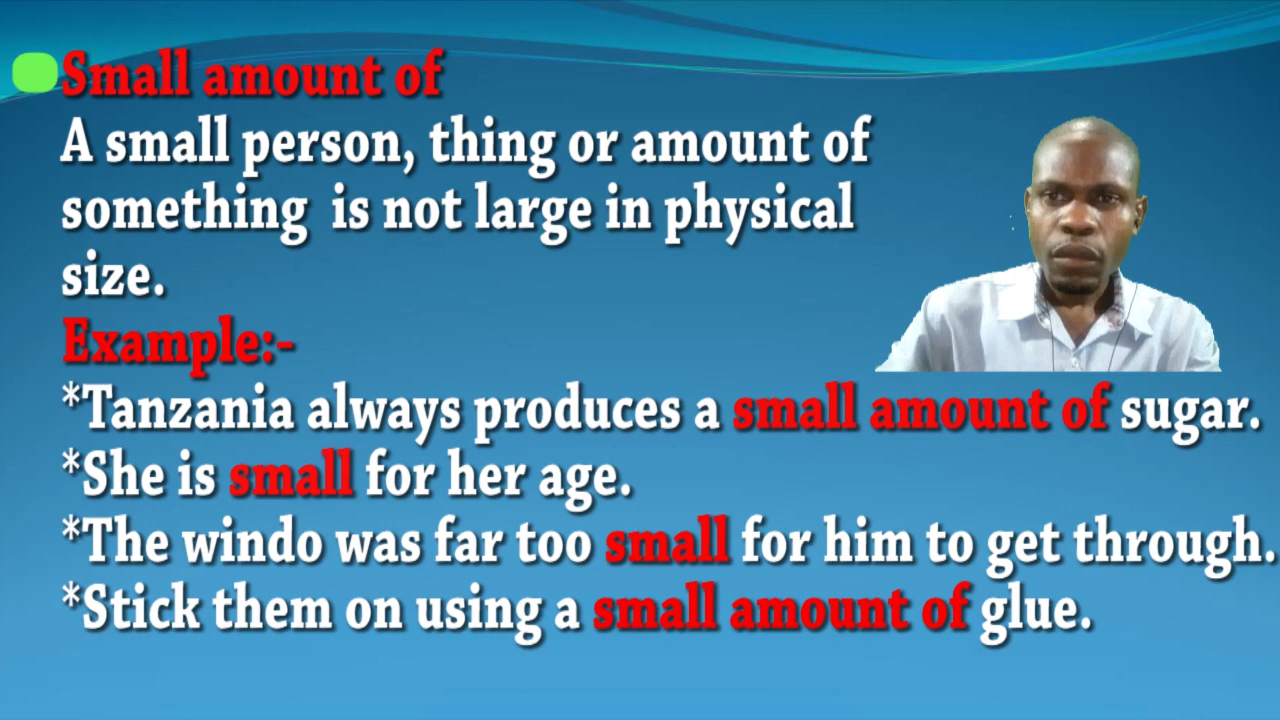 Small amount of
A small person, thing or amount of
something is not large in physical
size.
Example:-
*Tanzania always produces a small amount of sugar.
*She is small for her age.
*The windo was far too small for him to get through.
*Stick them on using a small amount of glue.